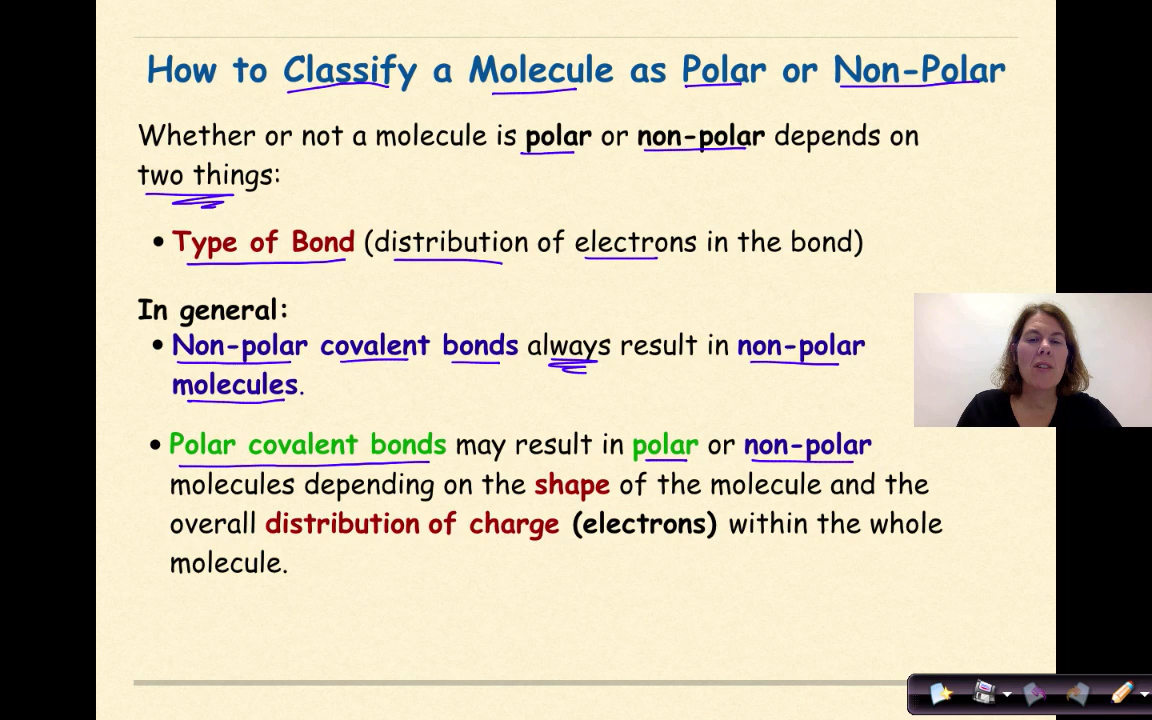 How to Classify a Molecule as Polar or Non-Polar
Whether or not a molecule is polar or non-polar depends on
two things:
• Type of Bond (distribution of electrons in the bond)
In general:
• Non-polar covalent bonds always result in non-polar
molecules.
• Polar covalent bonds may result in polar or non-polar
molecules depending on the shape of the molecule and the
overall distribution of charge (electrons) within the whole
molecule.